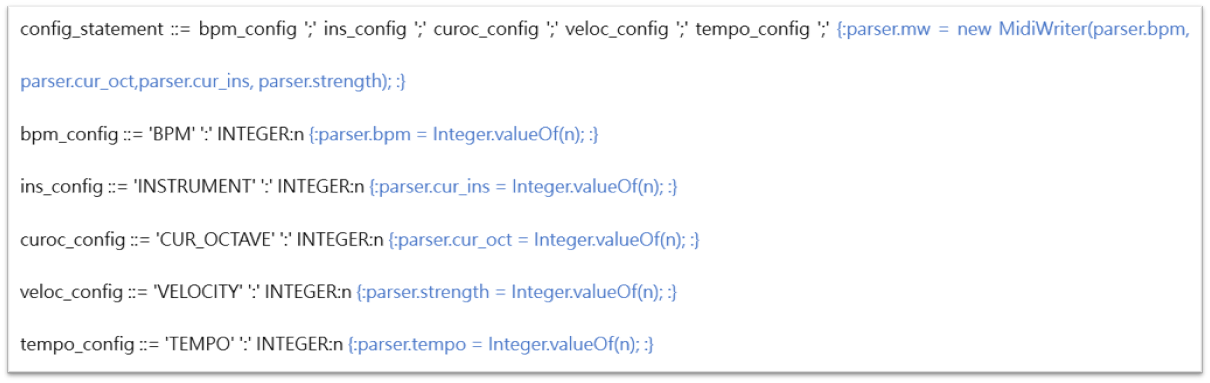 config_statement ::= bpm_config ';' ins_config ';' curoc_config ';' veloc_config ';' tempo_config ';' {:parser.mw = new MidiWriter(parser.bpm,
parser.cur_oct,parser.cur_ins, parser.strength); :}
bpm_config ::= 'BPM' ':' INTEGER:n {:parser.bpm = Integer.valueOf(n); :}
ins_config ::= 'INSTRUMENT' ':' INTEGER:n {:parser.cur_ins = Integer.valueOf(n); :}
curoc_config ::= 'CUR_OCTAVE' ':' INTEGER:n {:parser.cur_oct = Integer.valueOf(n); :}
veloc_config ::= 'VELOCITY' ':' INTEGER:n {:parser.strength = Integer.valueOf(n); :}
tempo_config ::= 'TEMPO' ':' INTEGER:n {:parser.tempo = Integer.valueOf(n); :}